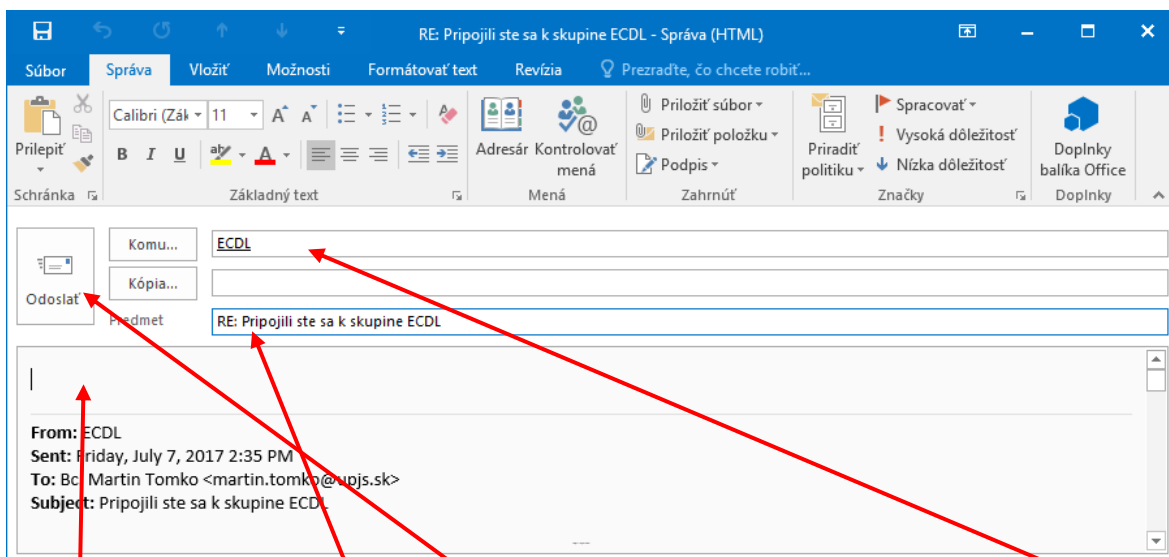 RE: Pripojili ste sa k skupine ECDL - Správa (HTML)
Súbor Správa Vložiť Možnosti Formátovať text Revízia Prezraďte, čo chcete robiť...
Prilepiť
Calibri (Zák 11
B I U
Adresár
Kontrolovať mená
Priložiť súbor
Priložiť položku
Podpis
Priradiť politiku
Spracovať
Vysoká dôležitosť
Nízka dôležitosť
Doplnky balíka Office
Schránka Základný text Mená Zahrnúť Značky Doplnky
Odoslať
Komu... ECDL
Kópia...
Predmet RE: Pripojili ste sa k skupine ECDL
From: ECDL
Sent: Friday, July 7, 2017 2:35 PM
To: Bc. Martin Tomko <martin.tomko@upjs.sk>
Subject: Pripojili ste sa k skupine ECDL